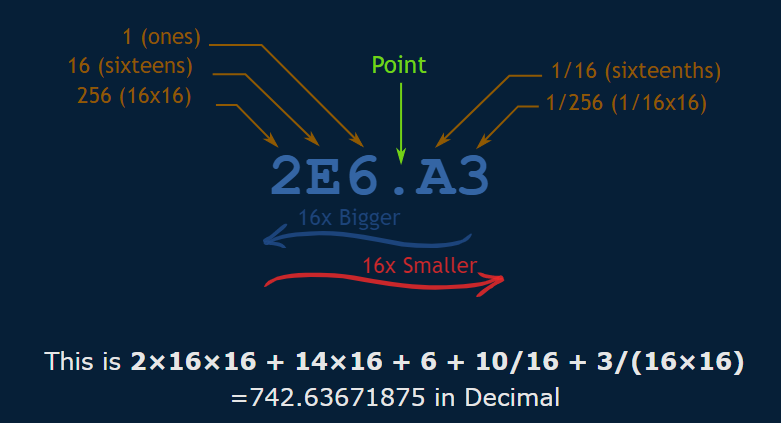 1 (ones)
16 (sixteens)
256 (16x16)
Point
1/16 (sixteenths)
1/256 (1/16x16)
2E6.A3
16x Bigger
16x Smaller
This is 2×16×16 + 14×16 + 6 + 10/16 + 3/(16×16)
=742.63671875 in Decimal